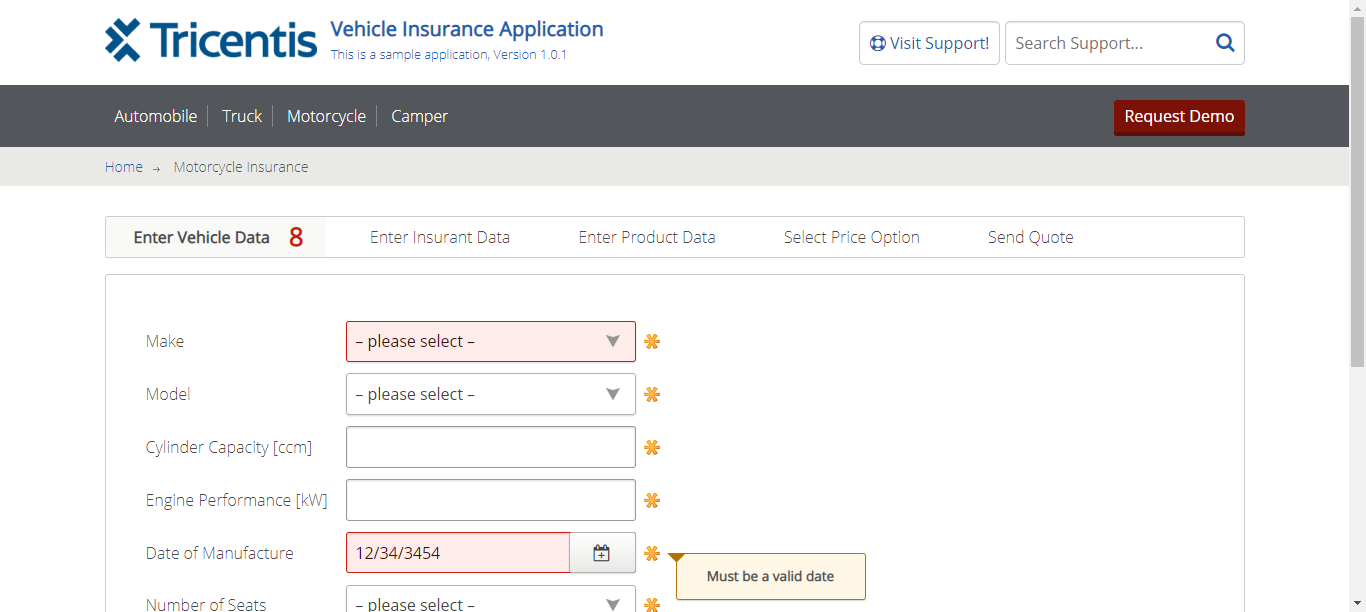 Tricentis
Vehicle Insurance Application
This is a sample application, Version 1.0.1
Visit Support!
Search Support...
Automobile
Truck
Motorcycle
Camper
Request Demo
Home → Motorcycle Insurance
Enter Vehicle Data 8
Enter Insurant Data
Enter Product Data
Select Price Option
Send Quote
Make
– please select –
Model
– please select –
Cylinder Capacity [ccm]
Engine Performance [kW]
Date of Manufacture
12/34/3454
Must be a valid date
Number of Seats
– please select –